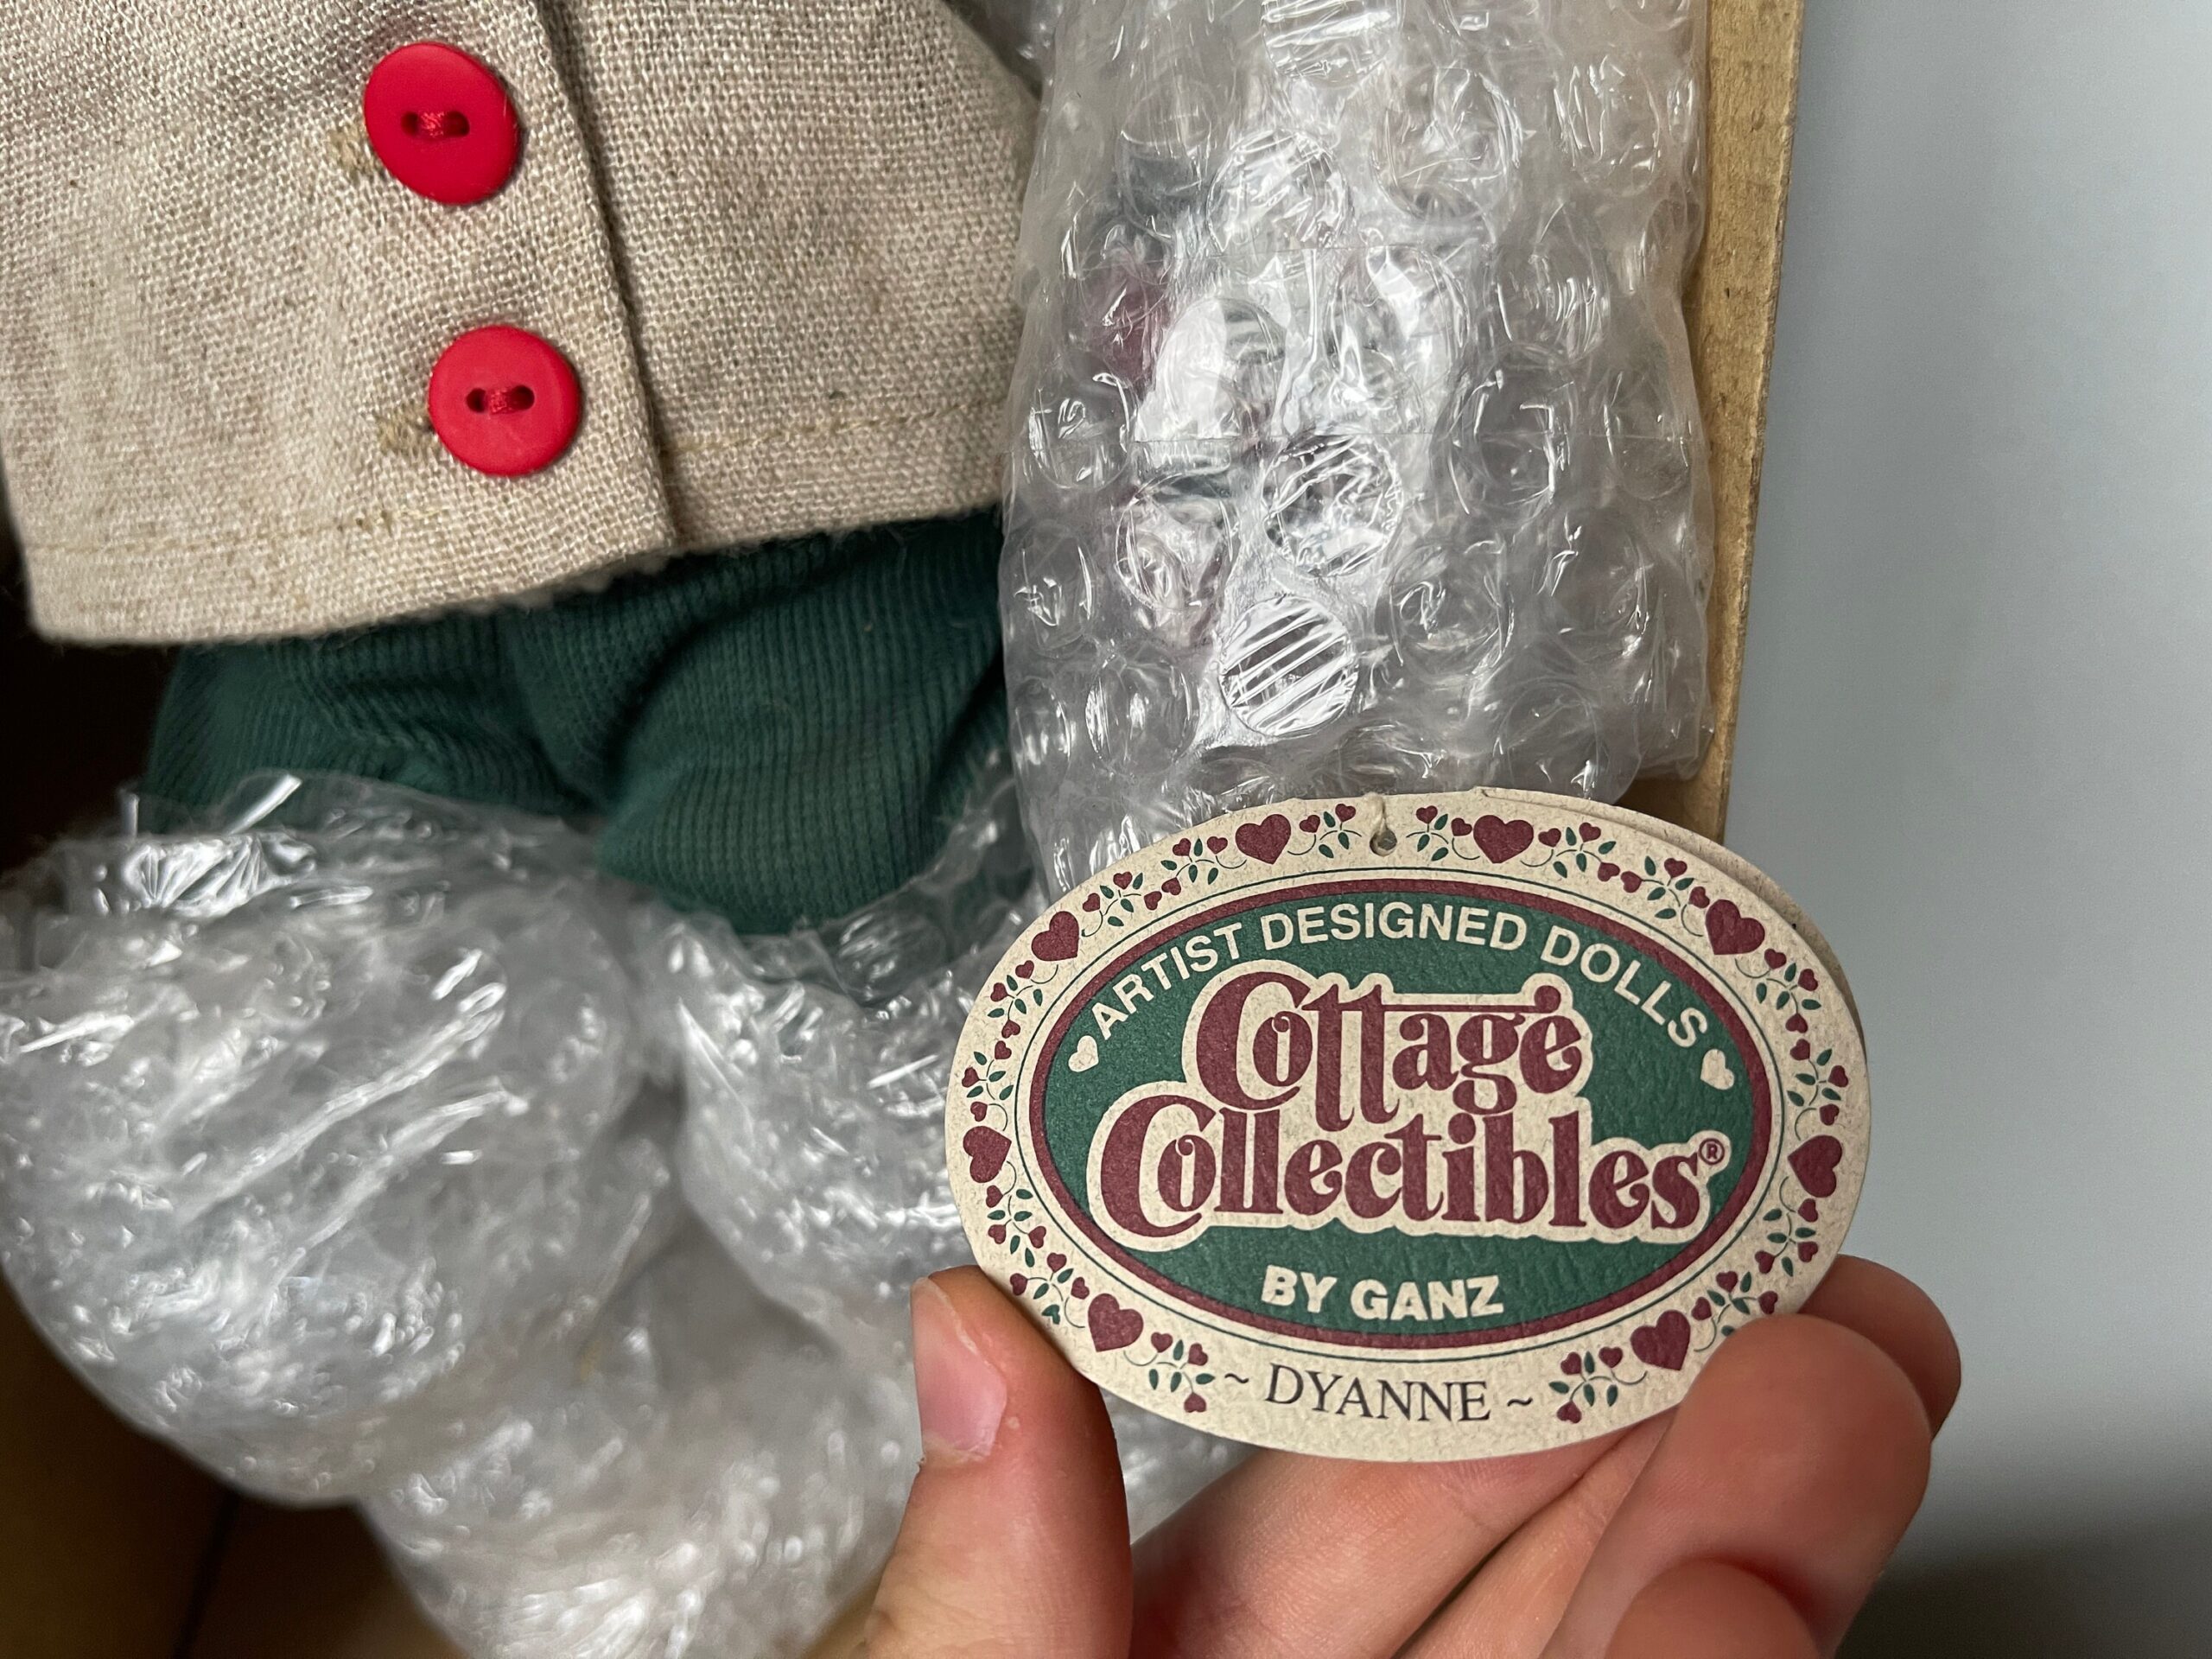 ARTIST DESIGNED DOLLS
Cottage
Collectibles®
BY GANZ
~ DYANNE ~